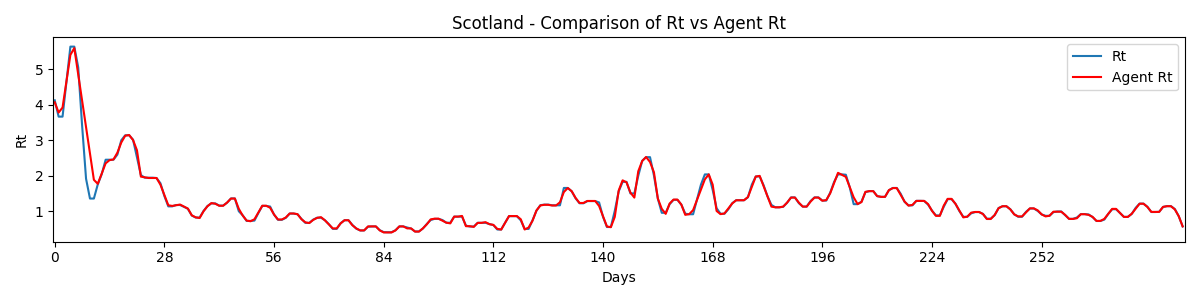 Scotland - Comparison of Rt vs Agent Rt
Rt
Agent Rt
5
4
3
2
1
Rt
0 28 56 84 112 140 168 196 224 252
Days